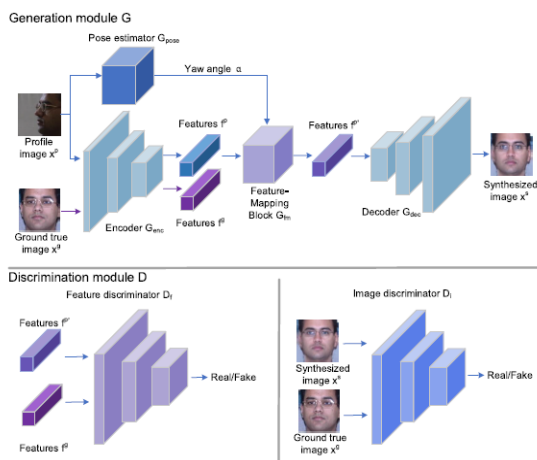 Generation module G
Pose estimator Gpose
Yaw angle α
Profile
image xᵖ
Features fᵖ
Features fᵖ'
Feature-
Mapping
Block Gfm
Encoder Genc
Features fᵍ
Decoder Gdec
Synthesized
image xˢ
Ground true
image xᵍ
Discrimination module D
Feature discriminator Df
Features fᵖ'
Real/Fake
Features fᵍ
Image discriminator Di
Synthesized
image xˢ
Real/Fake
Ground true
image xᵍ